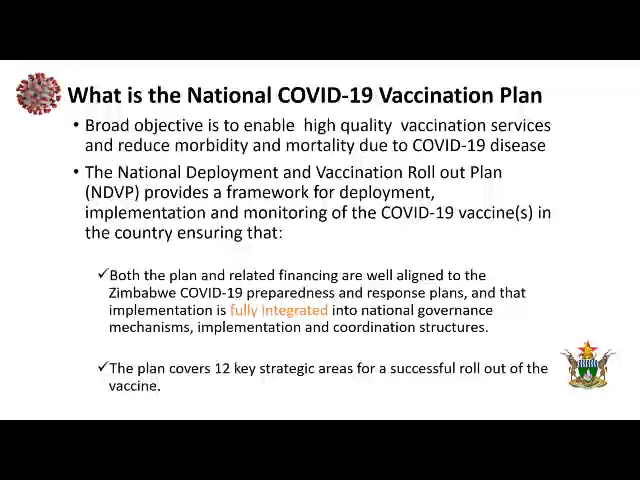 What is the National COVID-19 Vaccination Plan
• Broad objective is to enable high quality vaccination services
and reduce morbidity and mortality due to COVID-19 disease
• The National Deployment and Vaccination Roll out Plan
(NDVP) provides a framework for deployment,
implementation and monitoring of the COVID-19 vaccine(s) in
the country ensuring that:
✓Both the plan and related financing are well aligned to the
Zimbabwe COVID-19 preparedness and response plans, and that
implementation is fully integrated into national governance
mechanisms, implementation and coordination structures.
✓The plan covers 12 key strategic areas for a successful roll out of the
vaccine.